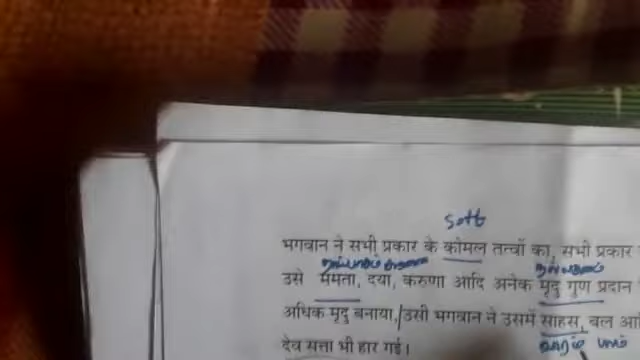 soft
भगवान ने सभी प्रकार के कोमल तत्वों का, सभी प्रकार
उसे ममता, दया, करुणा आदि अनेक मृदु गुण प्रदान
अधिक मृदु बनाया, उसी भगवान ने उसमें साहस, बल
देव सत्ता भी हार गई।